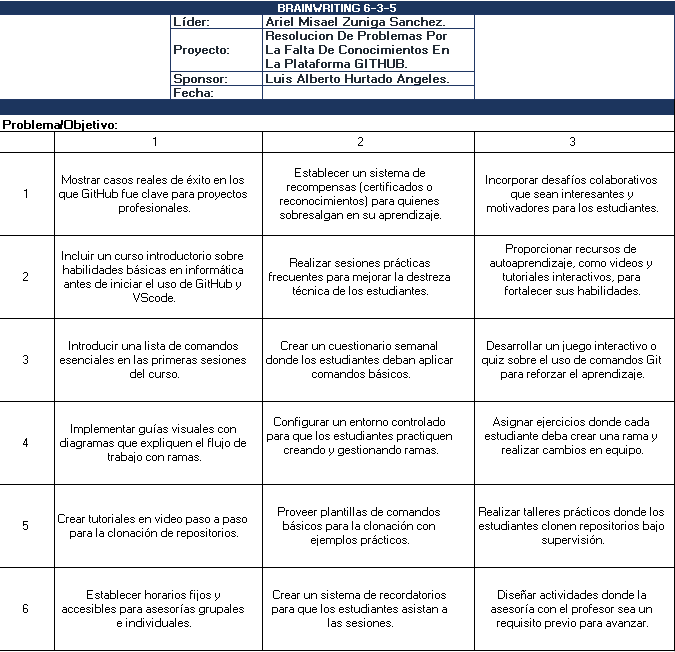 BRAINWRITING 6-3-5
Líder: Ariel Misael Zuniga Sanchez.
Proyecto: Resolucion De Problemas Por
La Falta De Conocimientos En
La Plataforma GITHUB.
Sponsor: Luis Alberto Hurtado Angeles.
Fecha:
Problema/Objetivo:
1 2 3
1
Mostrar casos reales de éxito en los
que GitHub fue clave para proyectos
profesionales.
Establecer un sistema de
recompensas (certificados o
reconocimientos) para quienes
sobresalgan en su aprendizaje.
Incorporar desafíos colaborativos
que sean interesantes y
motivadores para los estudiantes.
2
Incluir un curso introductorio sobre
habilidades básicas en informática
antes de iniciar el uso de GitHub y
VScode.
Realizar sesiones prácticas
frecuentes para mejorar la destreza
técnica de los estudiantes.
Proporcionar recursos de
autoaprendizaje, como videos y
tutoriales interactivos, para
fortalecer sus habilidades.
3
Introducir una lista de comandos
esenciales en las primeras sesiones
del curso.
Crear un cuestionario semanal
donde los estudiantes deban aplicar
comandos básicos.
Desarrollar un juego interactivo o
quiz sobre el uso de comandos Git
para reforzar el aprendizaje.
4
Implementar guías visuales con
diagramas que expliquen el flujo de
trabajo con ramas.
Configurar un entorno controlado
para que los estudiantes practiquen
creando y gestionando ramas.
Asignar ejercicios donde cada
estudiante deba crear una rama y
realizar cambios en equipo.
5
Crear tutoriales en video paso a paso
para la clonación de repositorios.
Proveer plantillas de comandos
básicos para la clonación con
ejemplos prácticos.
Realizar talleres prácticos donde los
estudiantes clonen repositorios bajo
supervisión.
6
Establecer horarios fijos y
accesibles para asesorías grupales
e individuales.
Crear un sistema de recordatorios
para que los estudiantes asistan a
las sesiones.
Diseñar actividades donde la
asesoría con el profesor sea un
requisito previo para avanzar.